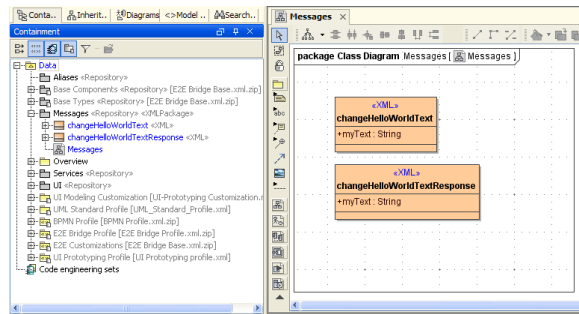 Conta.. Inherit.. Diagrams <>Model .. Search..
Containment
Data
Aliases «Repository»
Base Components «Repository» [E2E Bridge Base.xml.zip]
Base Types «Repository» [E2E Bridge Base.xml.zip]
Messages «Repository» «XMLPackage»
changeHelloWorldText «XML»
changeHelloWorldTextResponse «XML»
Messages
Overview
Services «Repository»
UI «Repository»
UI Modeling Customization [UI-Prototyping Customization.
UML Standard Profile [UML_Standard_Profile.xml]
BPMN Profile [BPMN Profile.xml.zip]
E2E Bridge Profile [E2E Bridge Profile.xml.zip]
E2E Customizations [E2E Bridge Base.xml.zip]
UI Prototyping Profile [UI Prototyping profile.xml]
Code engineering sets
Messages
abc
package Class Diagram Messages [ Messages ]
«XML»
changeHelloWorldText
+myText : String
«XML»
changeHelloWorldTextResponse
+myText : String